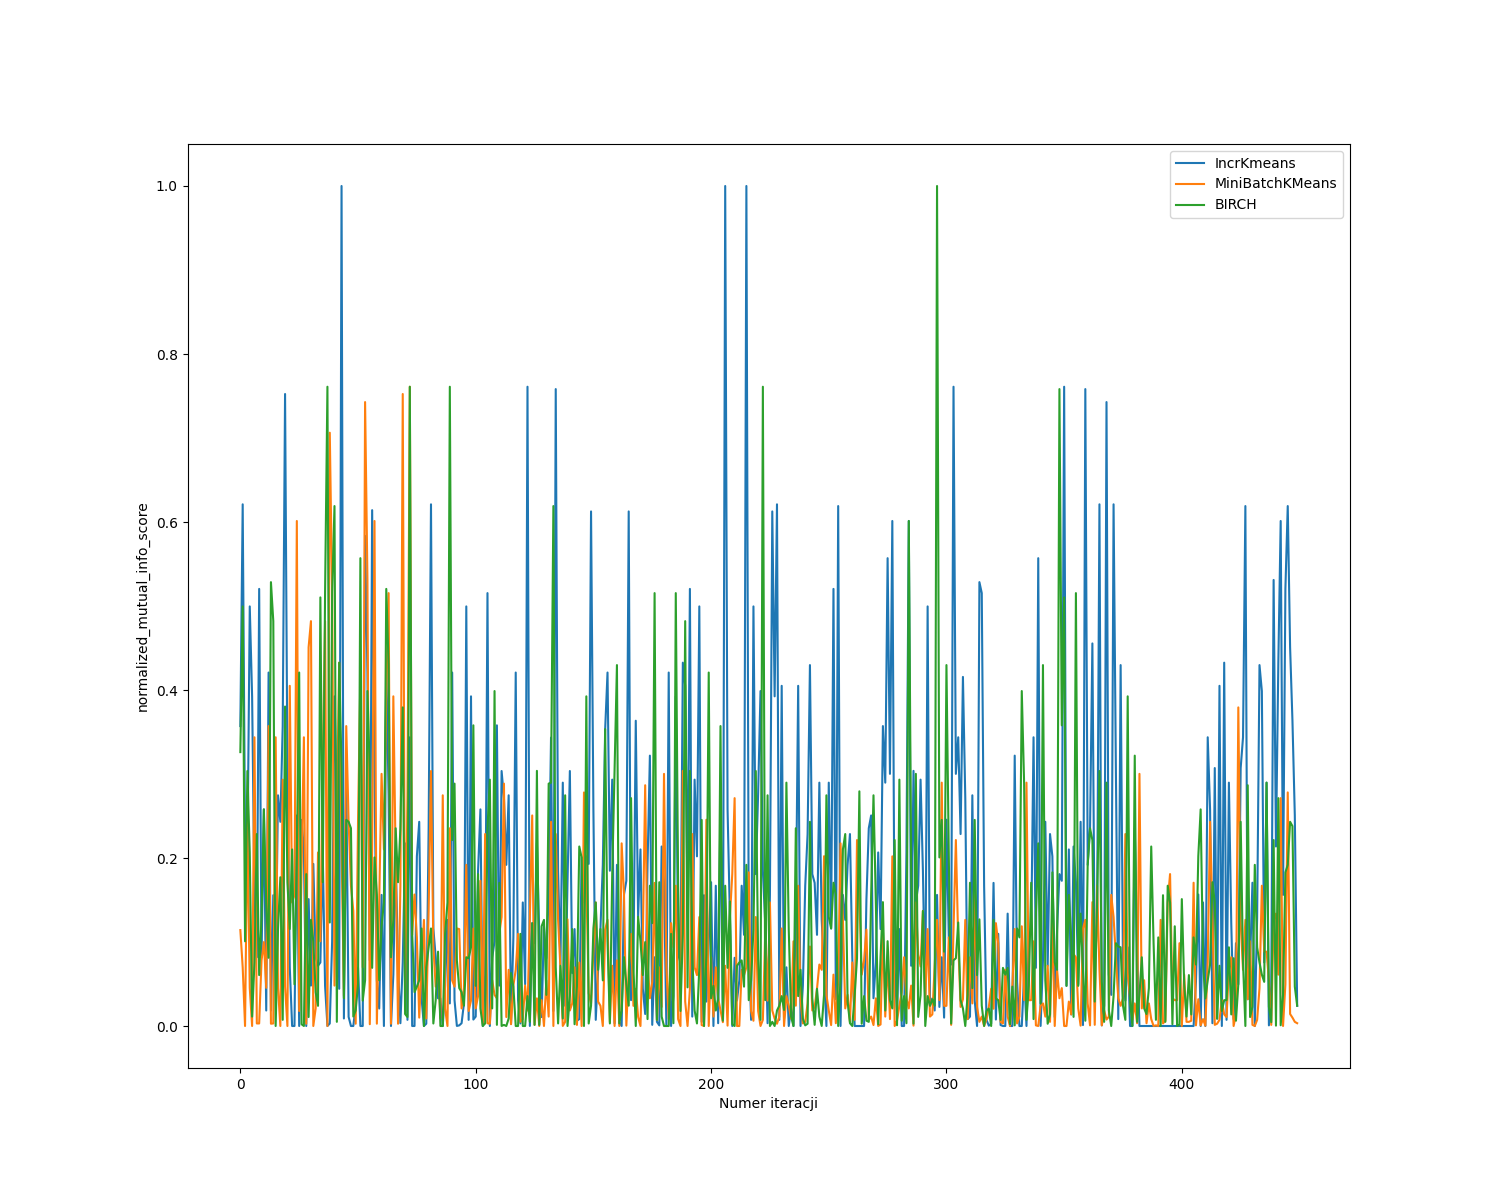 IncrKmeans
MiniBatchKMeans
BIRCH
1.0
0.8
0.6
0.4
0.2
0.0
normalized_mutual_info_score
0 100 200 300 400
Numer iteracji